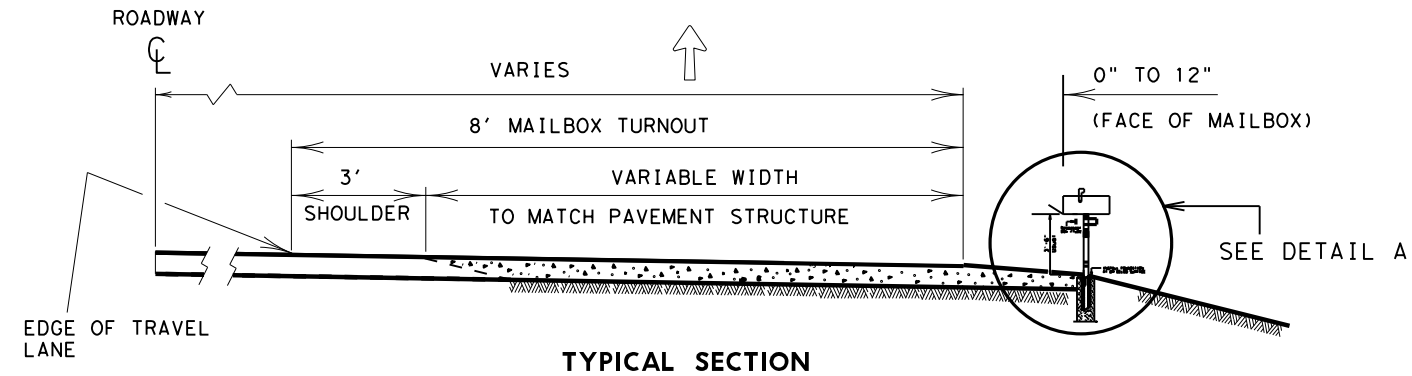 ROADWAY
CL
VARIES
0" TO 12"
(FACE OF MAILBOX)
8' MAILBOX TURNOUT
3'
SHOULDER
VARIABLE WIDTH
TO MATCH PAVEMENT STRUCTURE
SEE DETAIL A
EDGE OF TRAVEL
LANE
TYPICAL SECTION